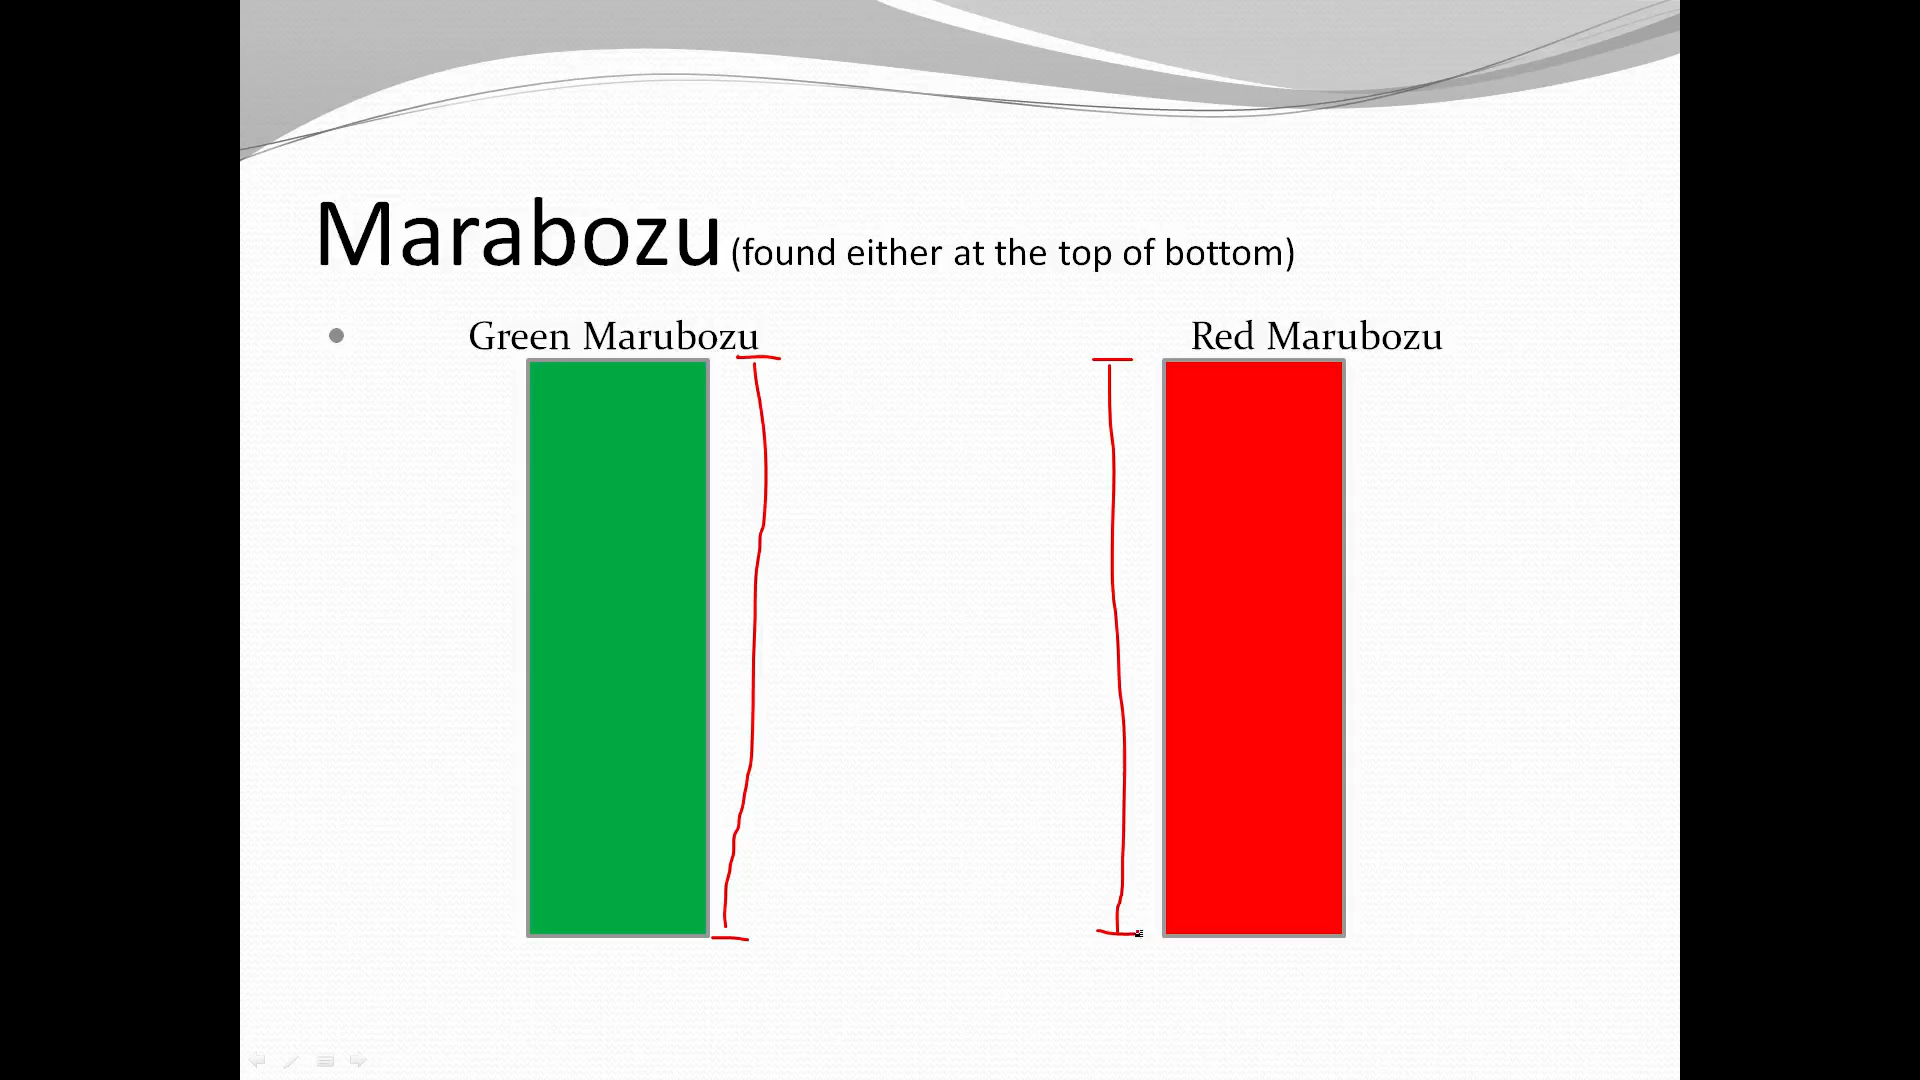 Marabozu (found either at the top of bottom)
Green Marubozu Red Marubozu